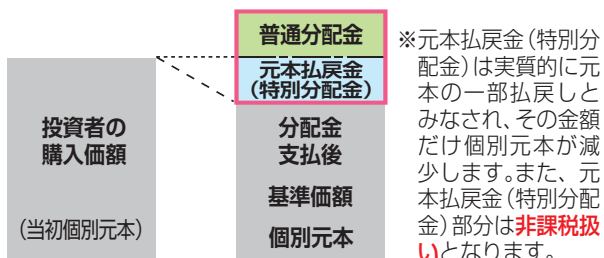 普通分配金
元本払戻金
(特別分配金)
投資者の
購入価額
(当初個別元本)
分配金
支払後
基準価額
個別元本
※元本払戻金(特別分
配金)は実質的に元
本の一部払戻しと
みなされ、その金額
だけ個別元本が減
少します。また、元
本払戻金(特別分配
金)部分は非課税扱
いとなります。